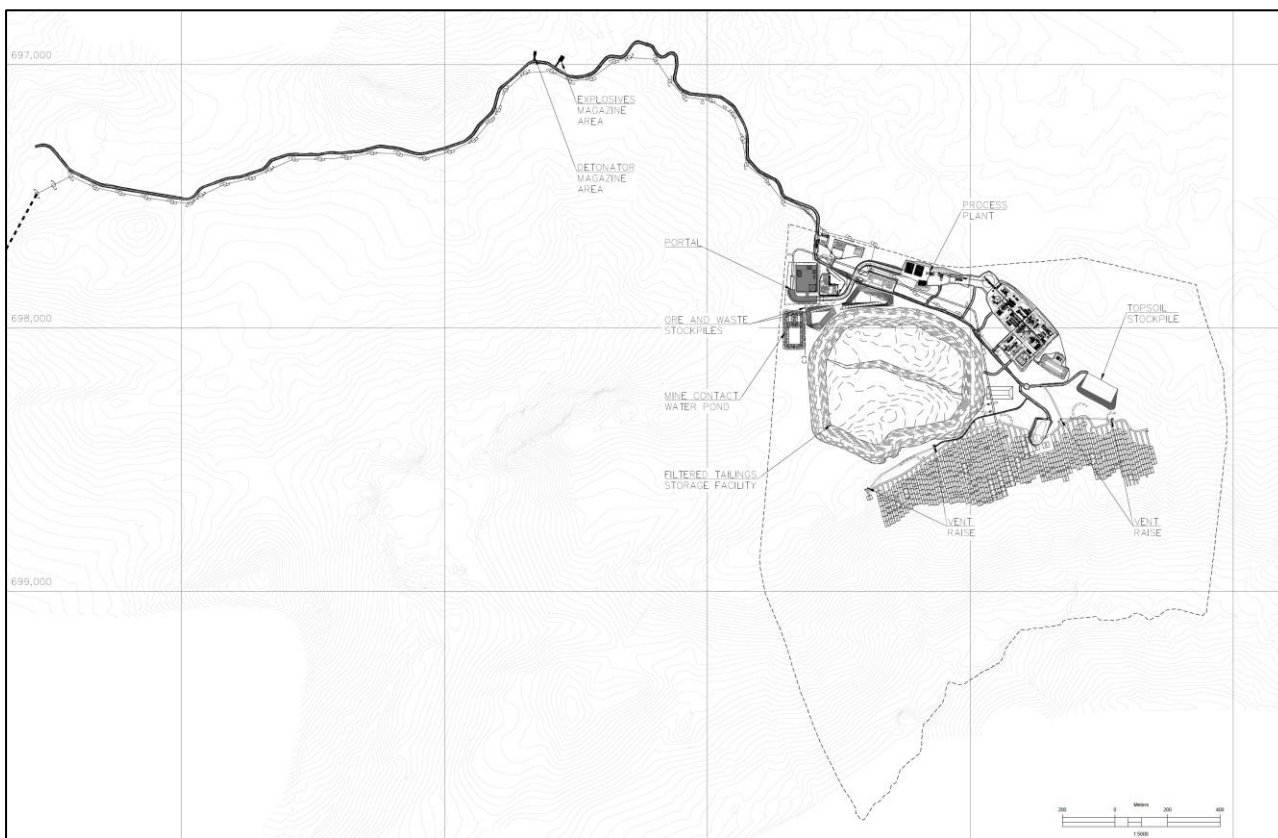 697,000
EXPLOSIVES
MAGAZINE
AREA
DETONATOR
MAGAZINE
AREA
PROCESS
PLANT
PORTAL
698,000
ORE AND WASTE
STOCKPILES
TOPSOIL
STOCKPILE
MINE CONTACT
WATER POND
FILTERED TAILINGS
STORAGE FACILITY
VENT
RAISE
VENT
RAISE
699,000
Meters
200 0 200 400
1:5000